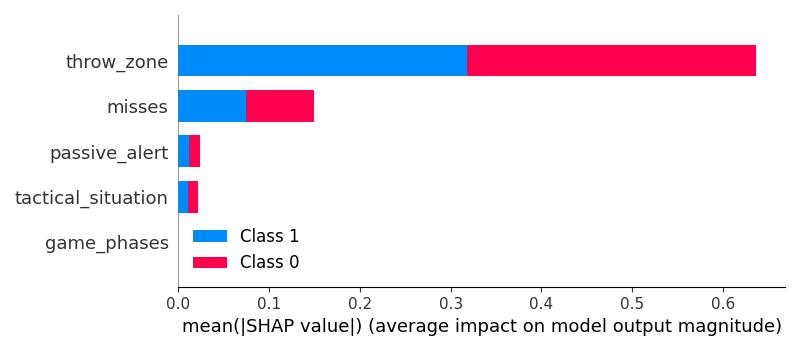 throw_zone
misses
passive_alert
tactical_situation
game_phases
Class 1
Class 0
0.0 0.1 0.2 0.3 0.4 0.5 0.6
mean(|SHAP value|) (average impact on model output magnitude)